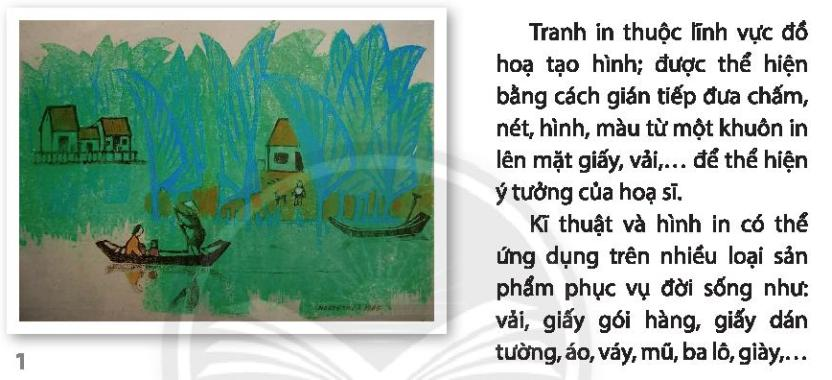 Tranh in thuộc lĩnh vực đồ
hoạ tạo hình; được thể hiện
bằng cách gián tiếp đưa chấm,
nét, hình, màu từ một khuôn in
lên mặt giấy, vải,... để thể hiện
ý tưởng của hoạ sĩ.
Kĩ thuật và hình in có thể
ứng dụng trên nhiều loại sản
phẩm phục vụ đời sống như:
vải, giấy gói hàng, giấy dán
tường, áo, váy, mũ, ba lô, giày,...
1